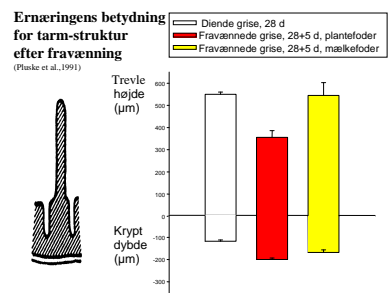 Ernæringens betydning
for tarm-struktur
efter fravænning
(Pluske et al.,1991)
Diende grise, 28 d
Fravænnede grise, 28+5 d, plantefoder
Fravænnede grise, 28+5 d, mælkefoder
Trevle
højde
(µm)
Krypt
dybde
(µm)
600
500
400
300
200
100
0
-100
-200
-300